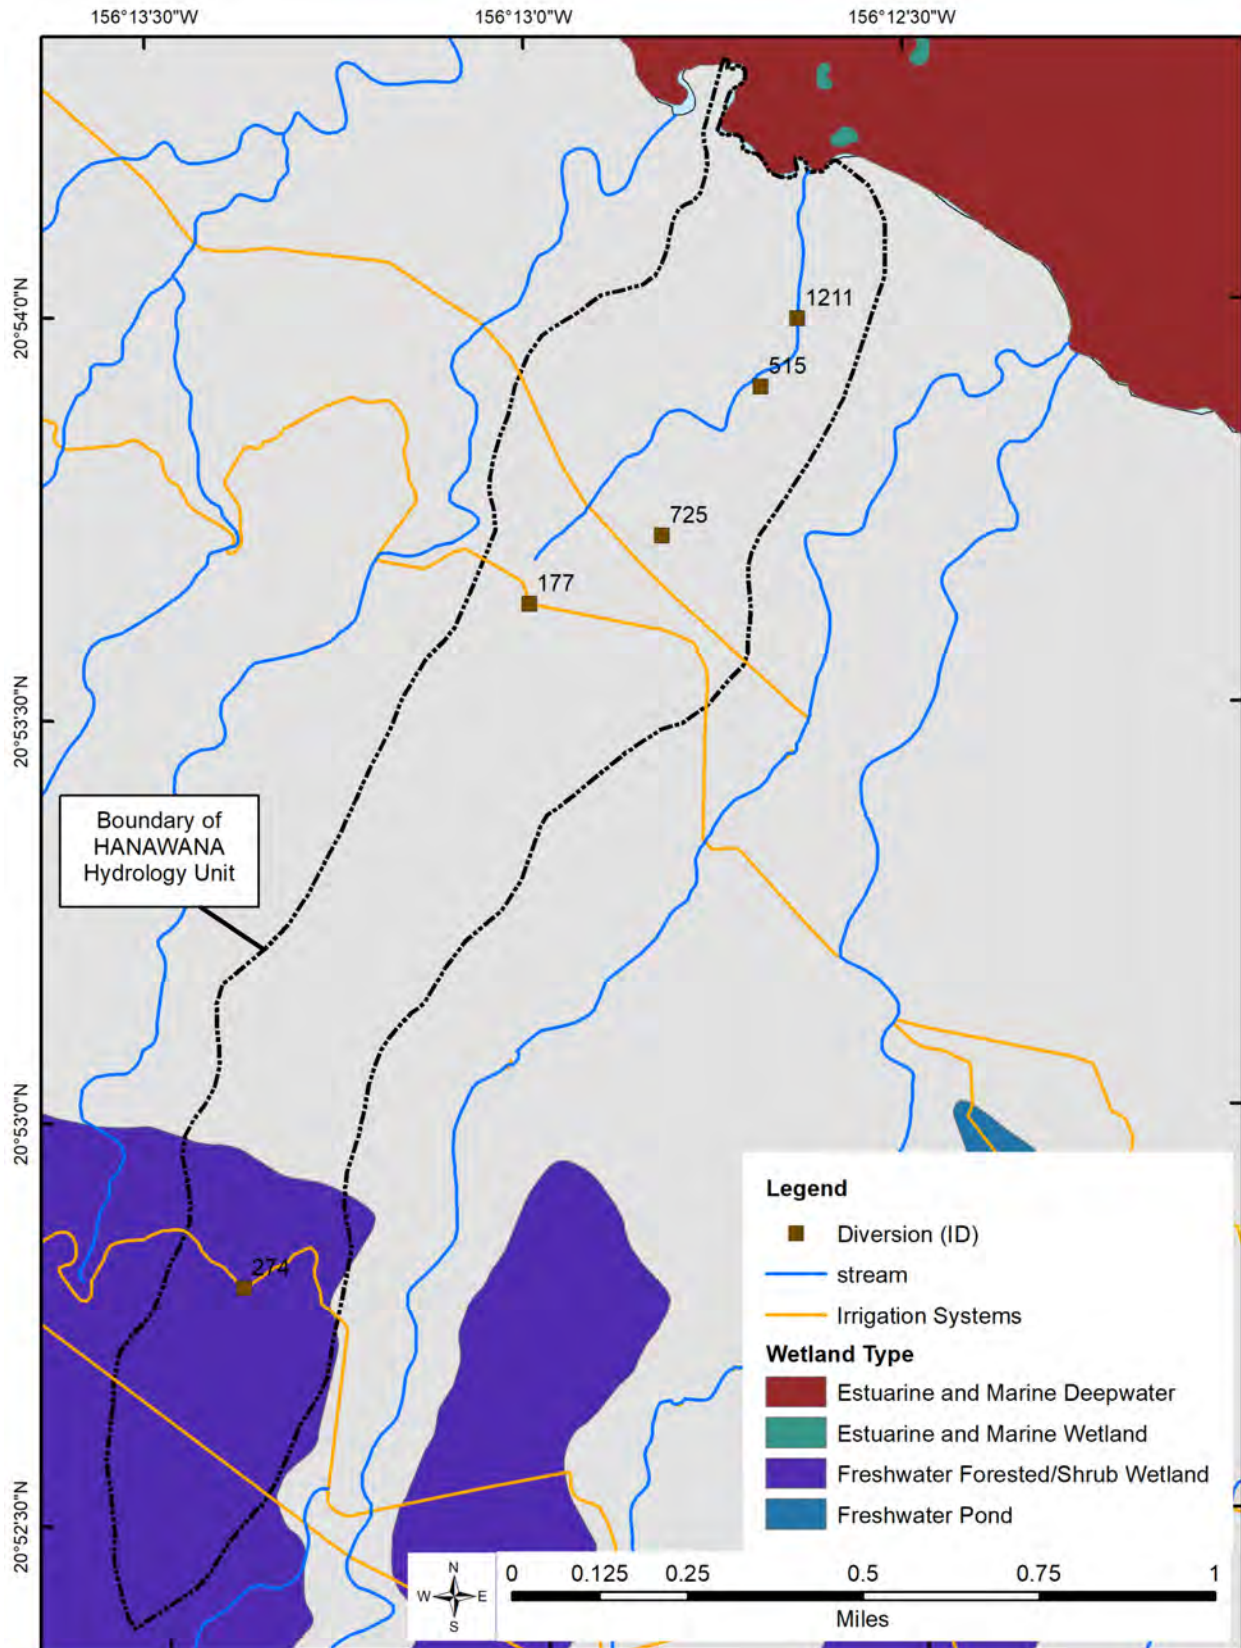 156°13'30"W
156°13'0"W
156°12'30"W
20°54'0"N
20°53'30"N
20°53'0"N
20°52'30"N
1211
515
725
177
Boundary of
HANAWANA
Hydrology Unit
274
Legend
Diversion (ID)
stream
Irrigation Systems
Wetland Type
Estuarine and Marine Deepwater
Estuarine and Marine Wetland
Freshwater Forested/Shrub Wetland
Freshwater Pond
N
W E
S
0 0.125 0.25 0.5 0.75 1
Miles